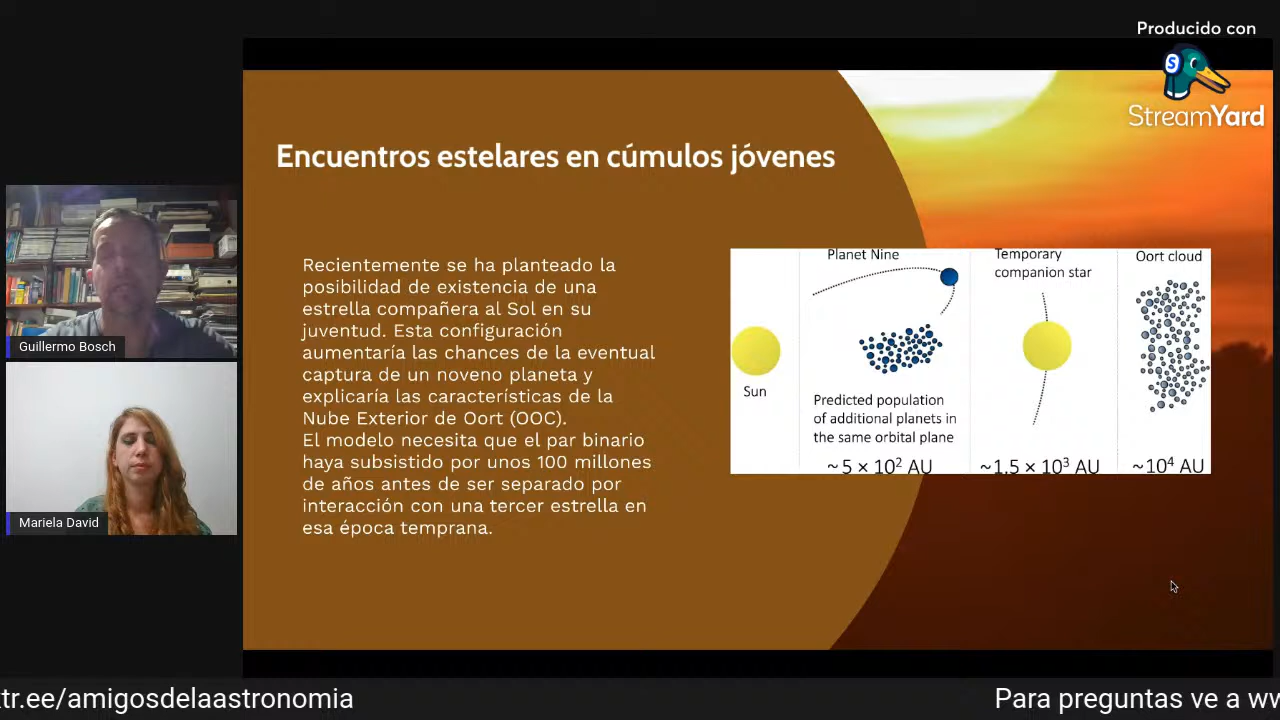 Producido con
StreamYard
Encuentros estelares en cúmulos jóvenes
Recientemente se ha planteado la
posibilidad de existencia de una
estrella compañera al Sol en su
juventud. Esta configuración
aumentaría las chances de la eventual
captura de un noveno planeta y
explicaría las características de la
Nube Exterior de Oort (OOC).
El modelo necesita que el par binario
haya subsistido por unos 100 millones
de años antes de ser separado por
interacción con una tercer estrella en
esa época temprana.
Sun
Planet Nine
Predicted population
of additional planets in
the same orbital plane
~ 5 × 10² AU
Temporary
companion star
~1.5 × 10³ AU
Oort cloud
~10⁴ AU
Guillermo Bosch
Mariela David
tr.ee/amigosdelaastronomia
Para preguntas ve a